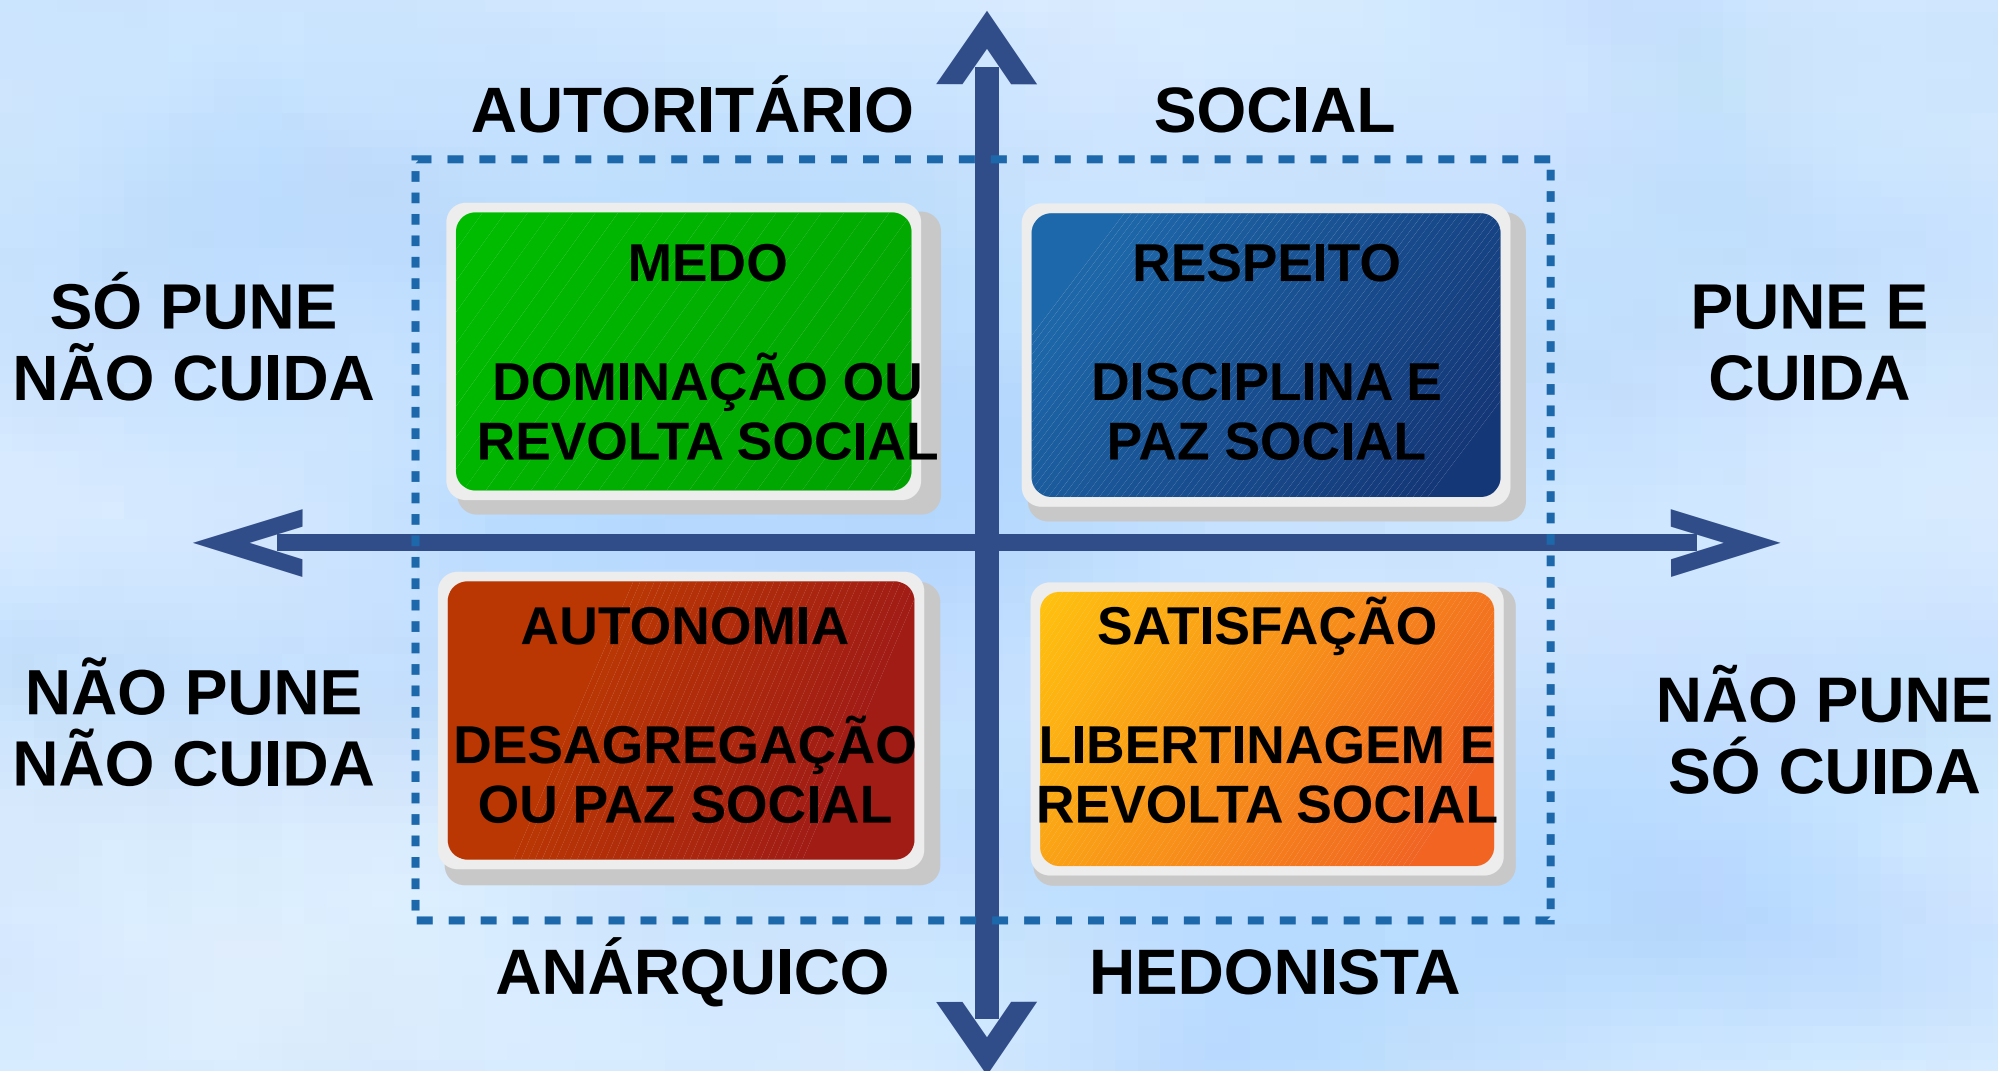 AUTORITÁRIO
SOCIAL
SÓ PUNE
NÃO CUIDA
MEDO
DOMINAÇÃO OU
REVOLTA SOCIAL
RESPEITO
DISCIPLINA E
PAZ SOCIAL
PUNE E
CUIDA
NÃO PUNE
NÃO CUIDA
AUTONOMIA
DESAGREGAÇÃO
OU PAZ SOCIAL
SATISFAÇÃO
LIBERTINAGEM E
REVOLTA SOCIAL
NÃO PUNE
SÓ CUIDA
ANÁRQUICO
HEDONISTA